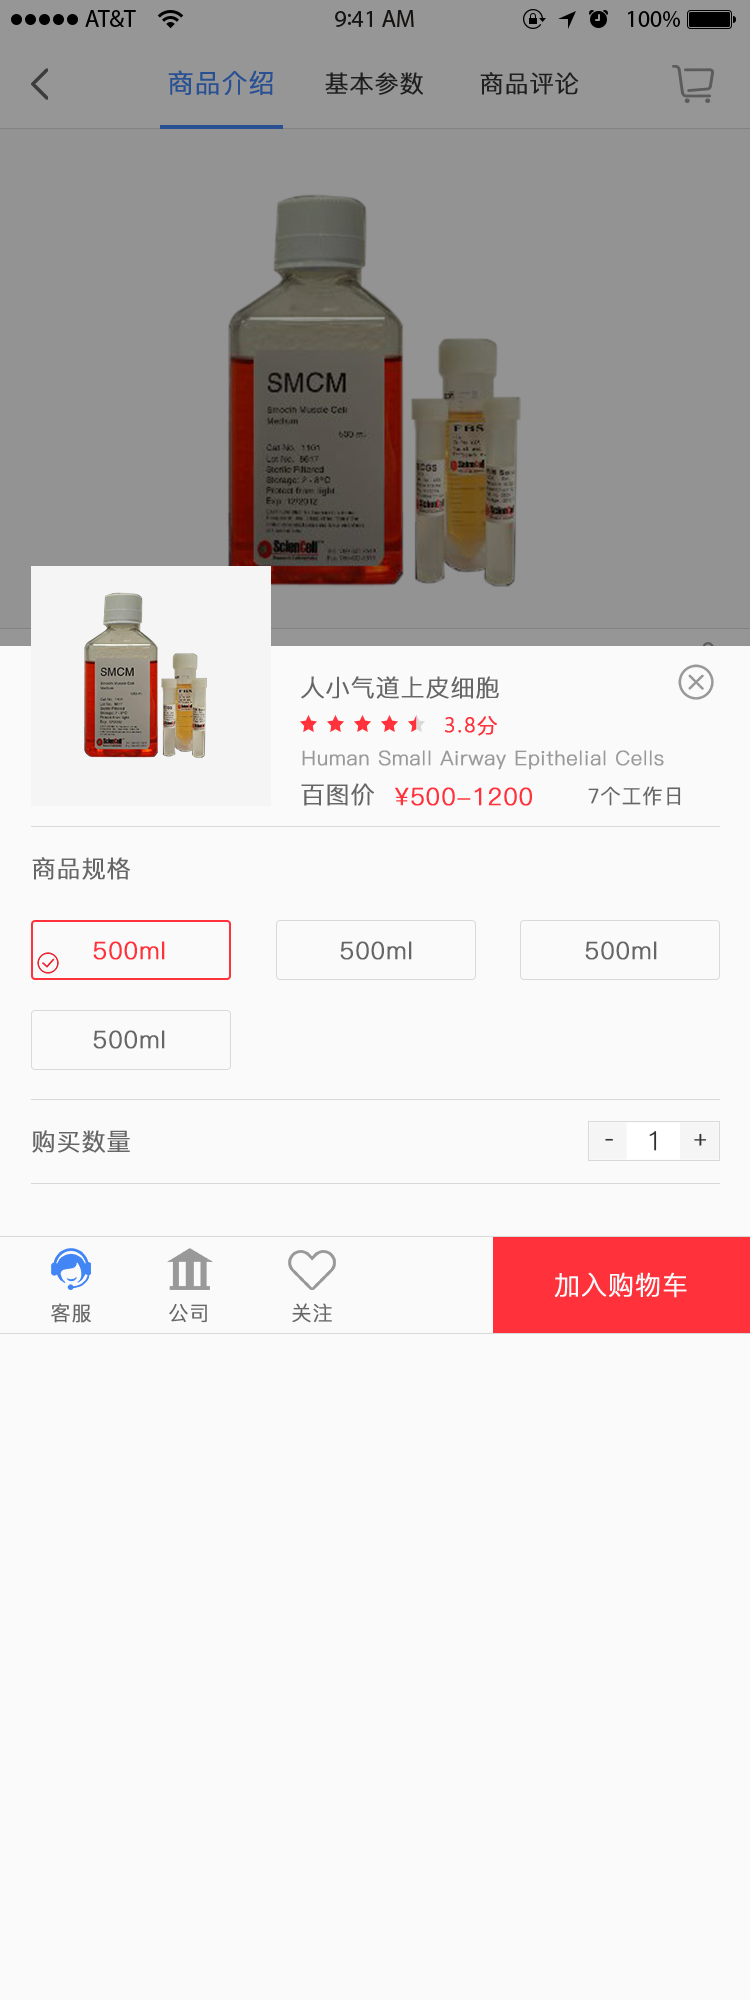 AT&T 9:41 AM 100%
商品介绍 基本参数 商品评论
SMCM
Smooth Muscle Cell
Medium
500 ml
Cat No. 1101
Lot No. 8617
Sterile Filtered
Storage: 2 - 8°C
Protect from light
Exp. 12/2012
ScienCell
FBS
SMCM
人小气道上皮细胞
3.8分
Human Small Airway Epithelial Cells
百图价 ¥500-1200 7个工作日
商品规格
500ml 500ml 500ml
500ml
购买数量 - 1 +
客服 公司 关注 加入购物车